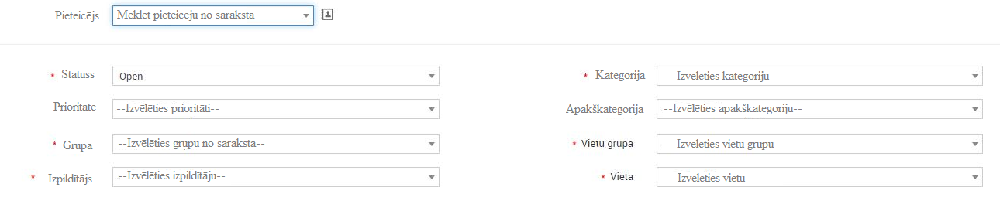 Pieteicējs Meklēt pieteicēju no saraksta
* Statuss Open * Kategorija --Izvēlēties kategoriju--
Prioritāte --Izvēlēties prioritāti-- Apakškategorija --Izvēlēties apakškategoriju--
* Grupa --Izvēlēties grupu no saraksta-- * Vietu grupa --Izvēlēties vietu grupu--
* Izpildītājs --Izvēlēties izpildītāju-- * Vieta --Izvēlēties vietu--